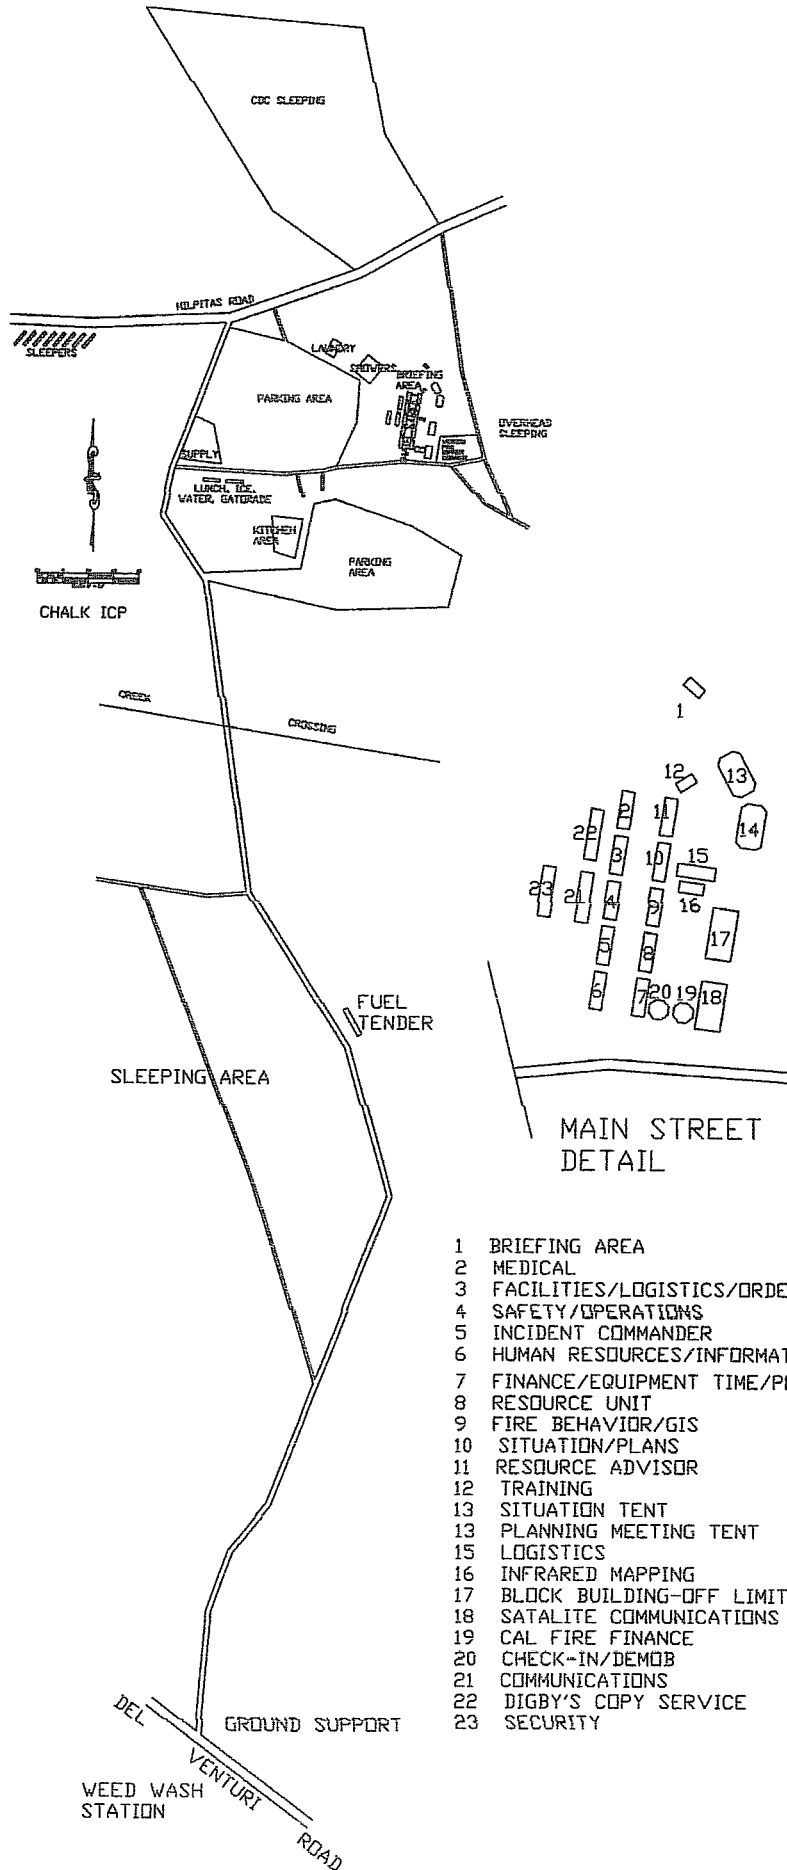 CDC SLEEPING
MILPITAS ROAD
SLEEPERS
LAUNDRY
SHOWERS
BRIEFING
AREA
PARKING AREA
OVERHEAD
SLEEPING
SUPPLY
LUNCH, ICE,
WATER, GATORADE
KITCHEN
AREA
PARKING
AREA
CHALK ICP
CREEK
CROSSING
1
12
13
2
11
14
22
3
10
15
23
21
4
9
16
5
8
17
6
7
20
19
18
FUEL
TENDER
SLEEPING AREA
MAIN STREET
DETAIL
1 BRIEFING AREA
2 MEDICAL
3 FACILITIES/LOGISTICS/ORDE
4 SAFETY/OPERATIONS
5 INCIDENT COMMANDER
6 HUMAN RESOURCES/INFORMAT
7 FINANCE/EQUIPMENT TIME/P
8 RESOURCE UNIT
9 FIRE BEHAVIOR/GIS
10 SITUATION/PLANS
11 RESOURCE ADVISOR
12 TRAINING
13 SITUATION TENT
13 PLANNING MEETING TENT
15 LOGISTICS
16 INFRARED MAPPING
17 BLOCK BUILDING-OFF LIMIT
18 SATALITE COMMUNICATIONS
19 CAL FIRE FINANCE
20 CHECK-IN/DEMOB
21 COMMUNICATIONS
22 DIGBY'S COPY SERVICE
23 SECURITY
GROUND SUPPORT
DEL
VENTURI
ROAD
WEED WASH
STATION